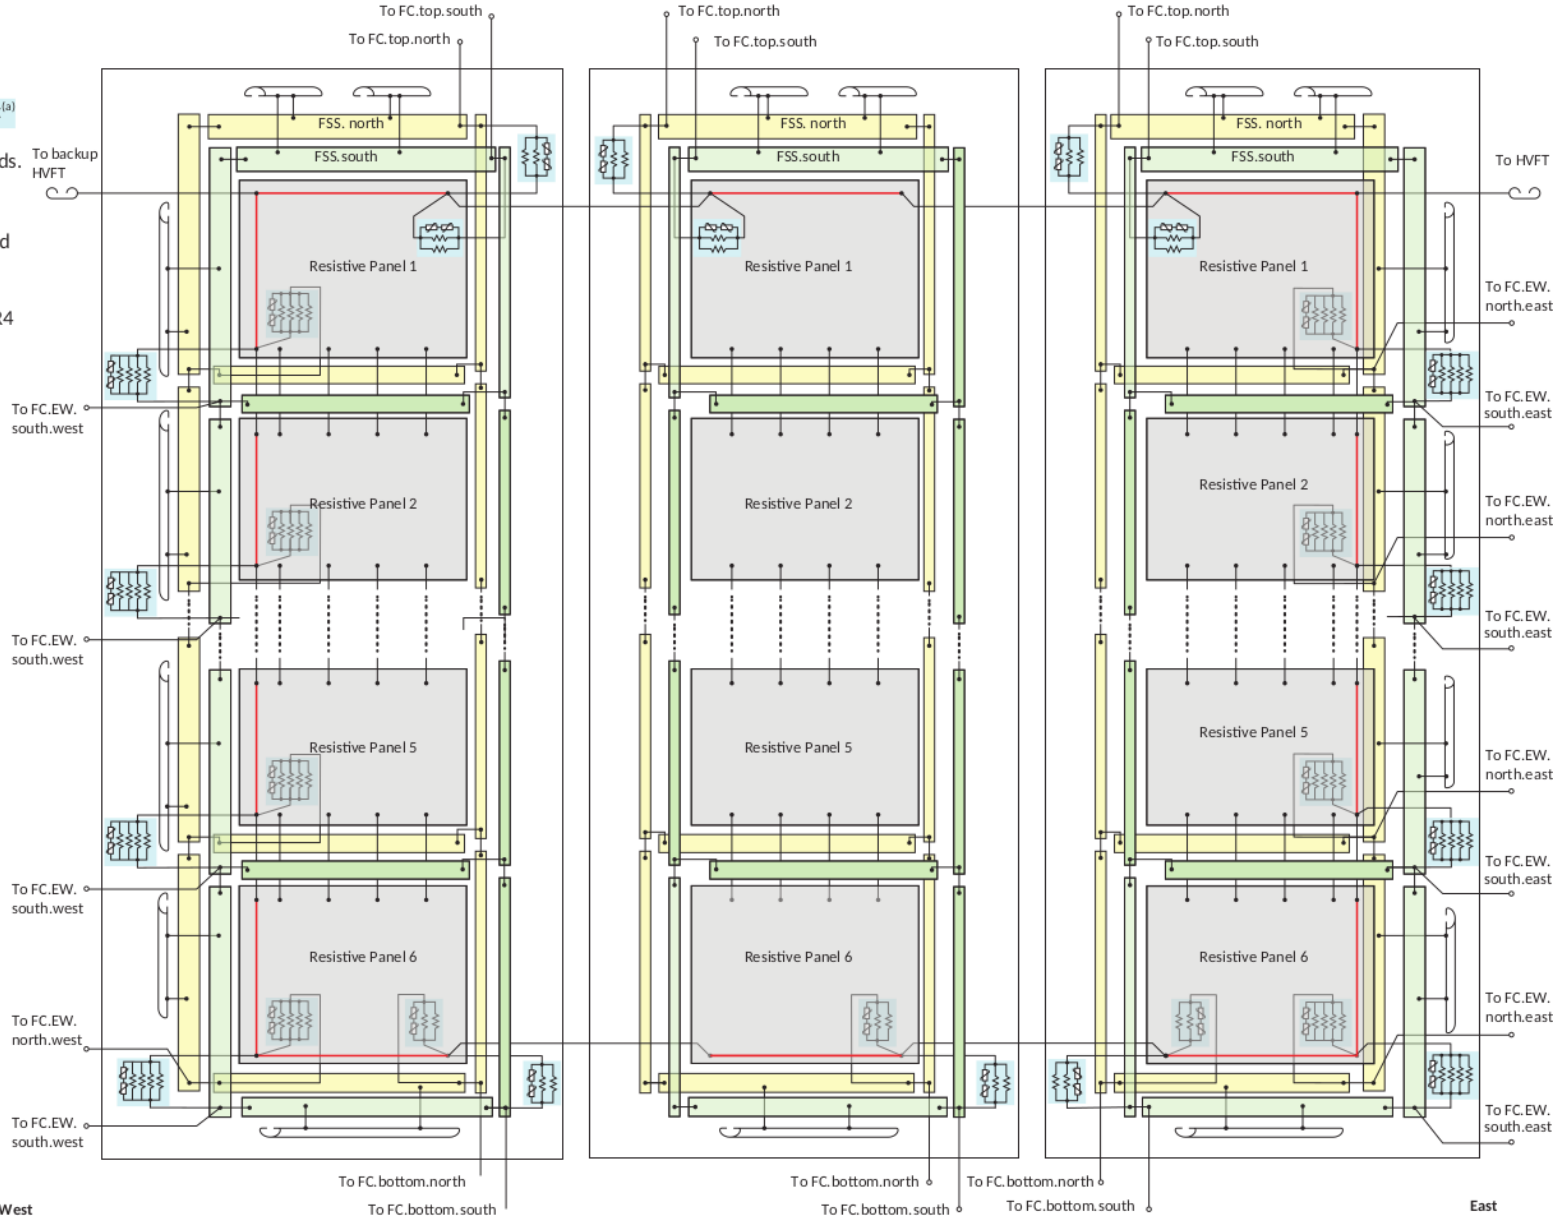 To FC.top.south
To FC.top.north
To FC.top.north
To FC.top.south
To FC.top.north
To FC.top.south
(a)
ds.
d
R4
To backup
HVFT
To HVFT
FSS. north
FSS.south
FSS. north
FSS.south
FSS. north
FSS.south
Resistive Panel 1
Resistive Panel 1
Resistive Panel 1
To FC.EW.
north.east
To FC.EW.
south.west
To FC.EW.
south.east
Resistive Panel 2
Resistive Panel 2
Resistive Panel 2
To FC.EW.
north.east
To FC.EW.
south.west
To FC.EW.
south.east
Resistive Panel 5
Resistive Panel 5
Resistive Panel 5
To FC.EW.
north.east
To FC.EW.
south.west
To FC.EW.
south.east
Resistive Panel 6
Resistive Panel 6
Resistive Panel 6
To FC.EW.
north.west
To FC.EW.
north.east
To FC.EW.
south.west
To FC.EW.
south.east
To FC.bottom.north
To FC.bottom.south
To FC.bottom.north
To FC.bottom.south
To FC.bottom.north
To FC.bottom.south
West
East